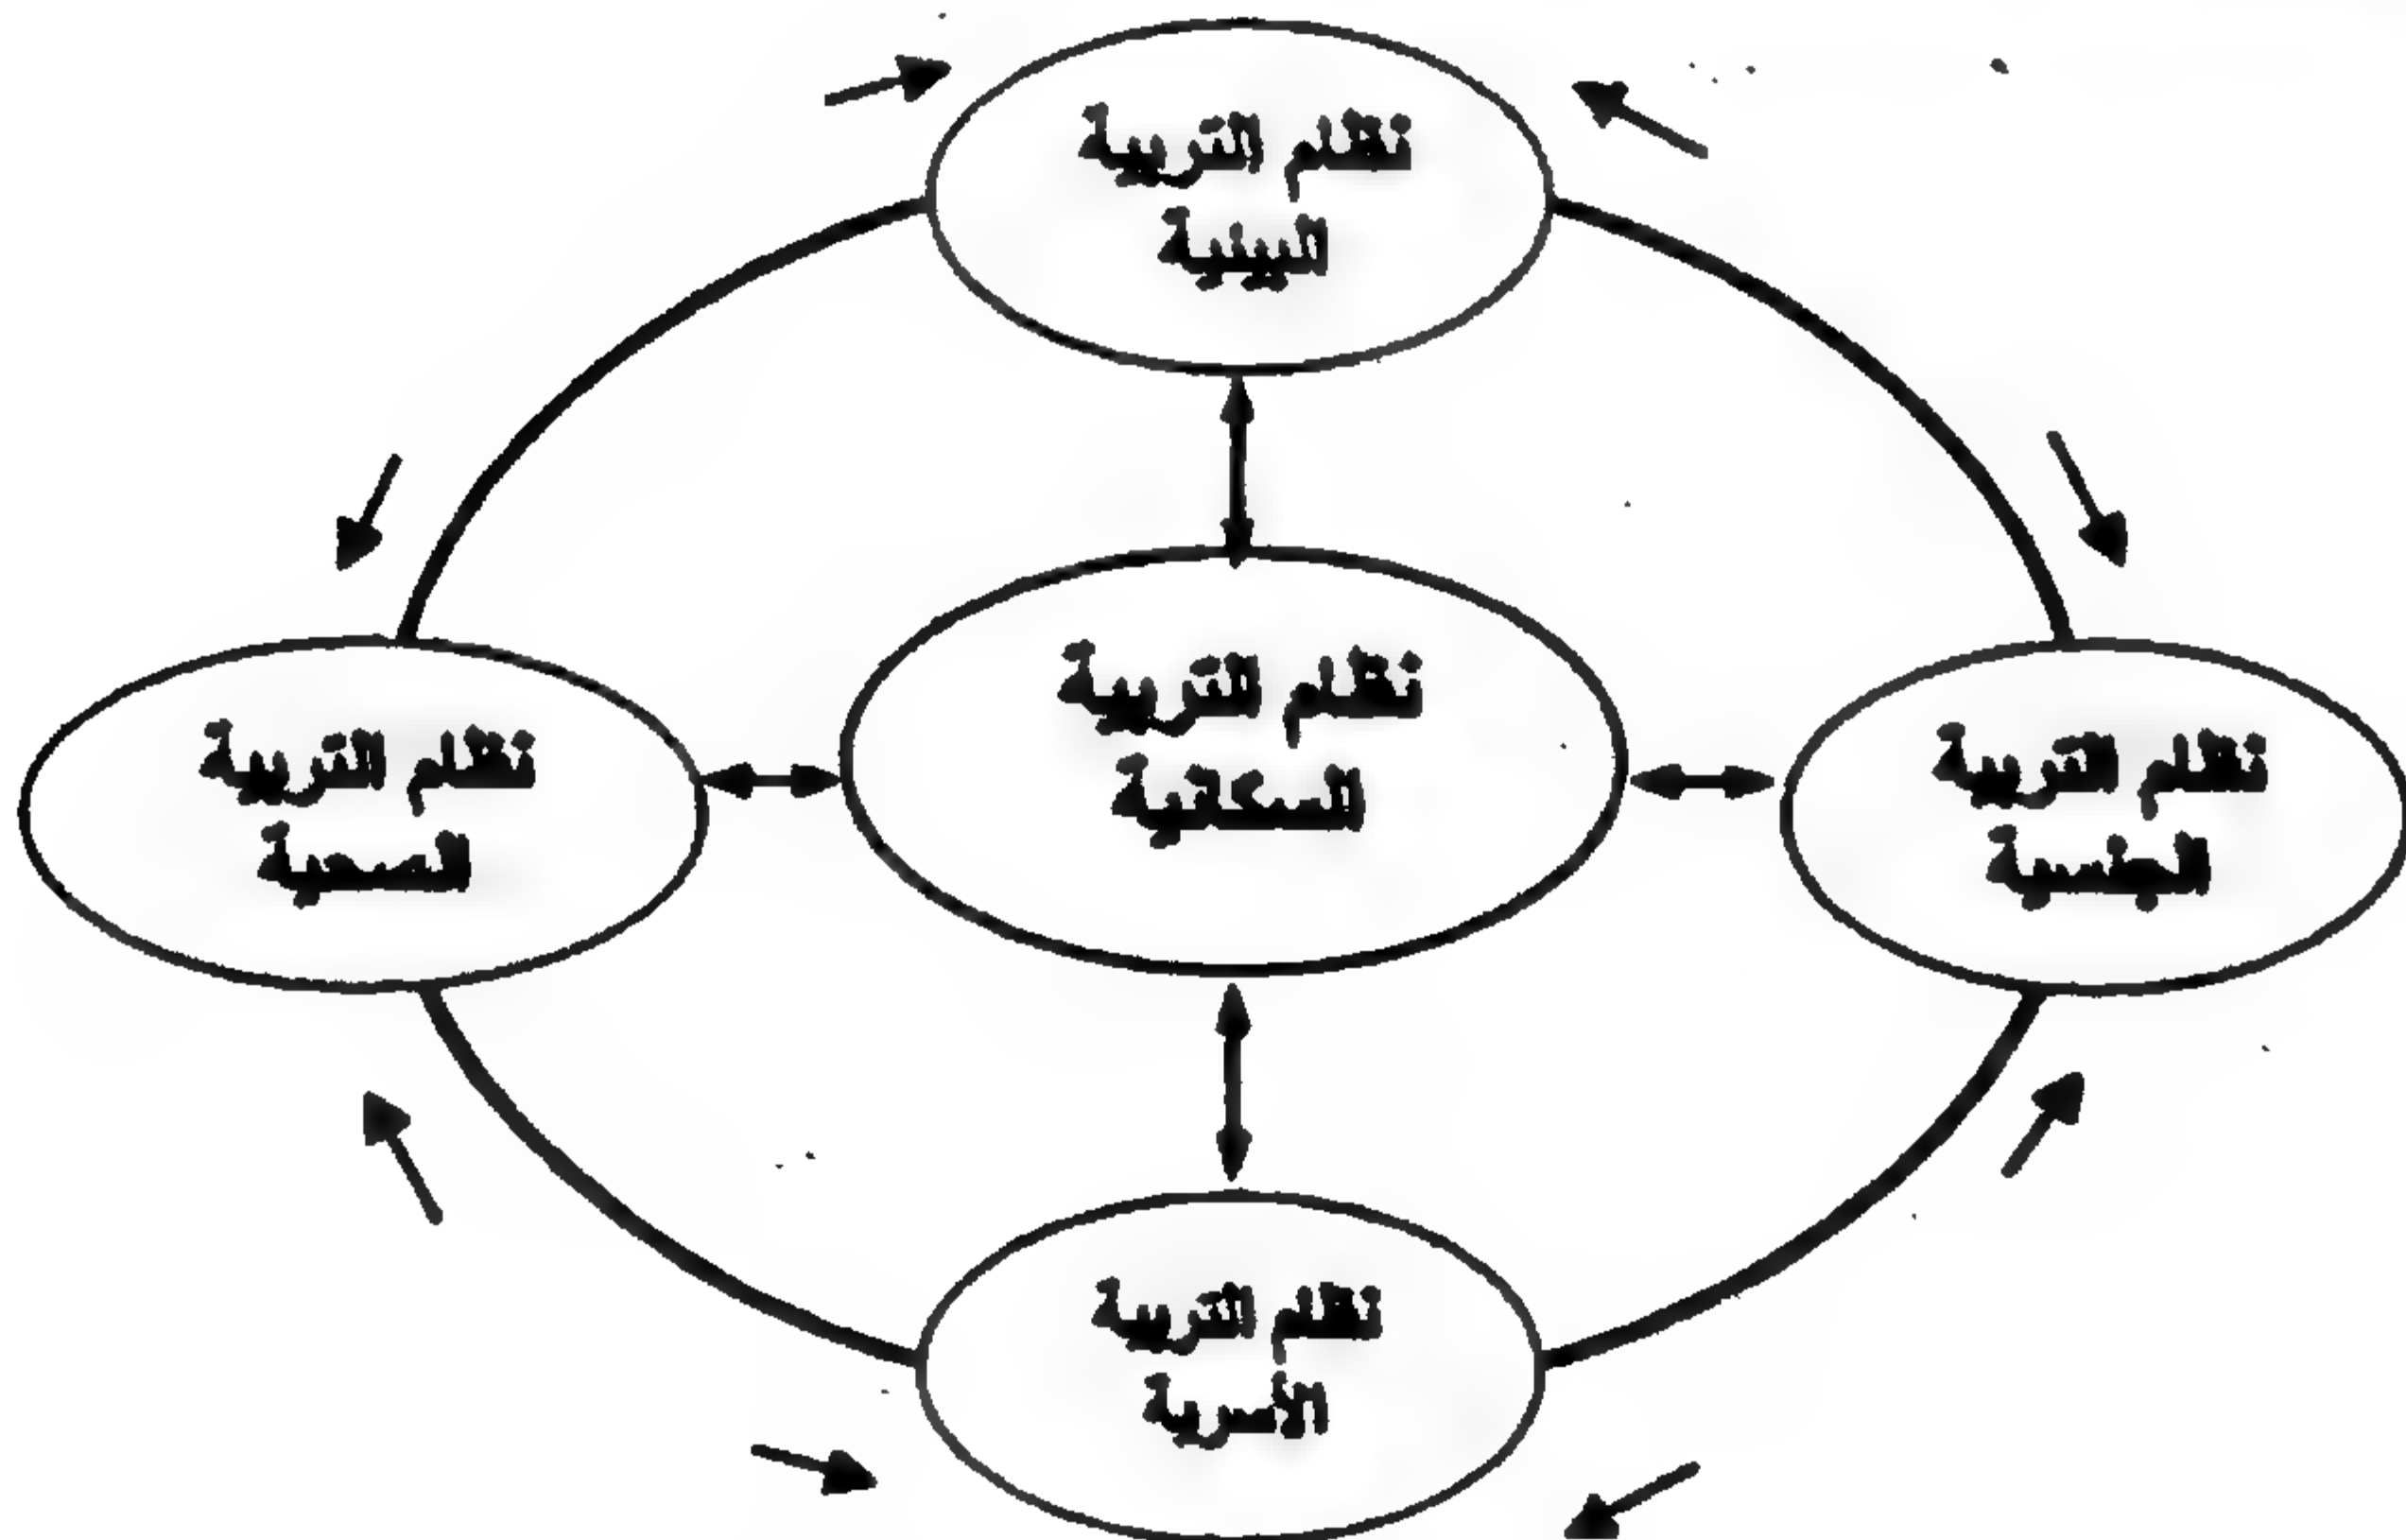 نظام التربية
البيئية
نظام التربية
السكانية
نظام التربية
الجنسية
نظام التربية
الصحية
نظام التربية
الأسرية